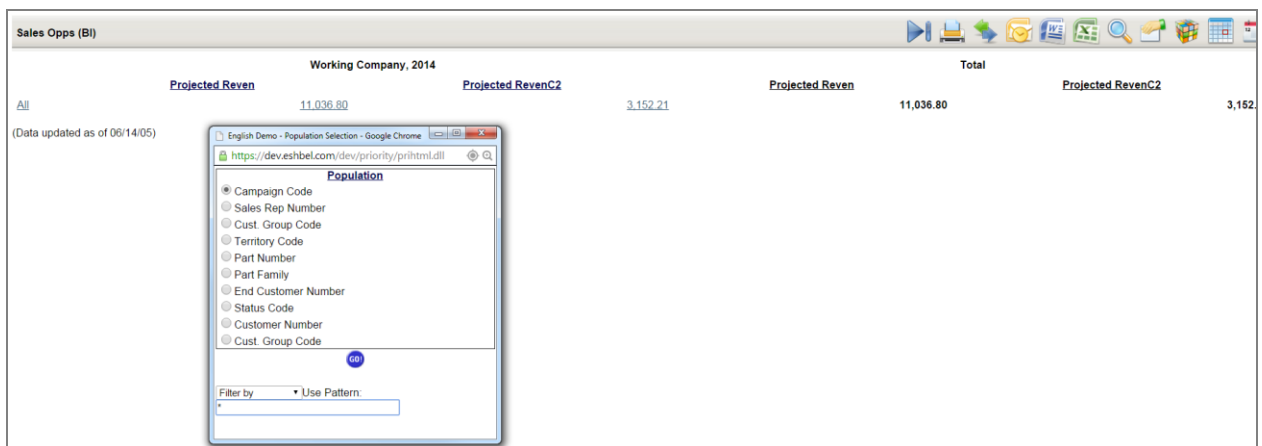 Sales Opps (BI)
Working Company, 2014 Total
Projected Reven Projected RevenC2 Projected Reven Projected RevenC2
All 11,036.80 3,152.21 11,036.80 3,152.
(Data updated as of 06/14/05)
English Demo - Population Selection - Google Chrome
https://dev.eshbel.com/dev/priority/prihtml.dll
Population
Campaign Code
Sales Rep Number
Cust. Group Code
Territory Code
Part Number
Part Family
End Customer Number
Status Code
Customer Number
Cust. Group Code
GO!
Filter by Use Pattern:
*